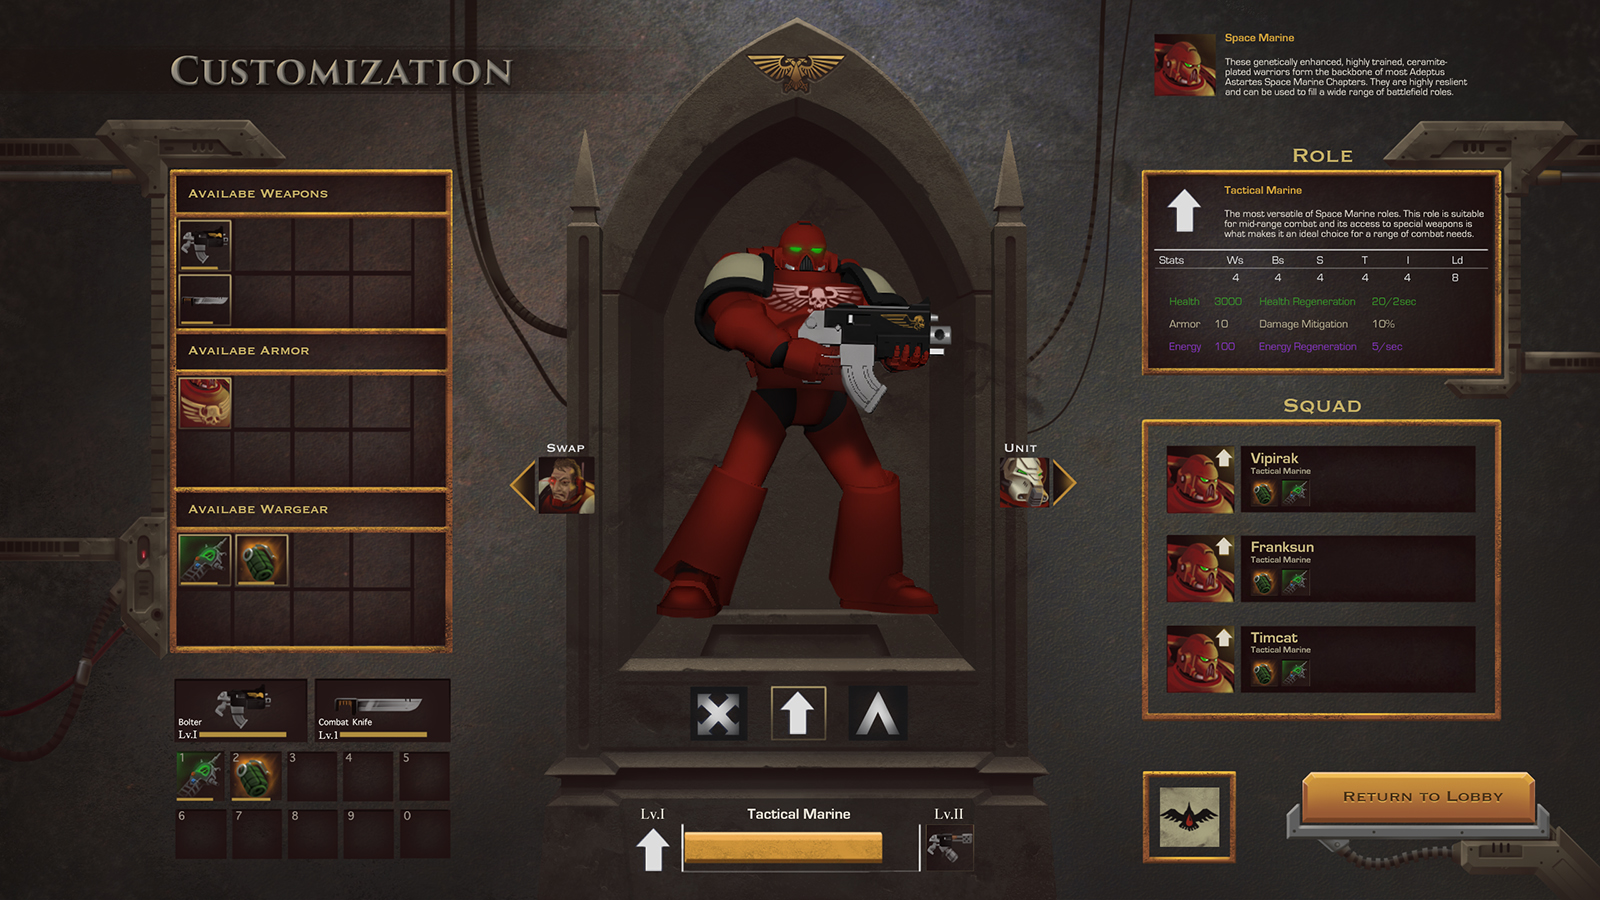 CUSTOMIZATION
Space Marine
These genetically enhanced, highly trained, ceramite-
plated warriors form the backbone of most Adeptus
Astartes Space Marine Chapters. They are highly reslient
and can be used to fill a wide range of battlefield roles.
AVAILABE WEAPONS
AVAILABE ARMOR
AVAILABE WARGEAR
Bolter
Lv.I
Combat Knife
Lv.1
1 2 3 4 5
6 7 8 9 0
SWAP
UNIT
Lv.I
Tactical Marine
Lv.II
ROLE
Tactical Marine
The most versatile of Space Marine roles. This role is suitable
for mid-range combat and its access to special weapons is
what makes it an ideal choice for a range of combat needs.
Stats Ws Bs S T I Ld
4 4 4 4 4 8
Health 3000 Health Regeneration 20/2sec
Armor 10 Damage Mitigation 10%
Energy 100 Energy Regeneration 5/sec
SQUAD
Vipirak
Tactical Marine
Franksun
Tactical Marine
Timcat
Tactical Marine
RETURN TO LOBBY